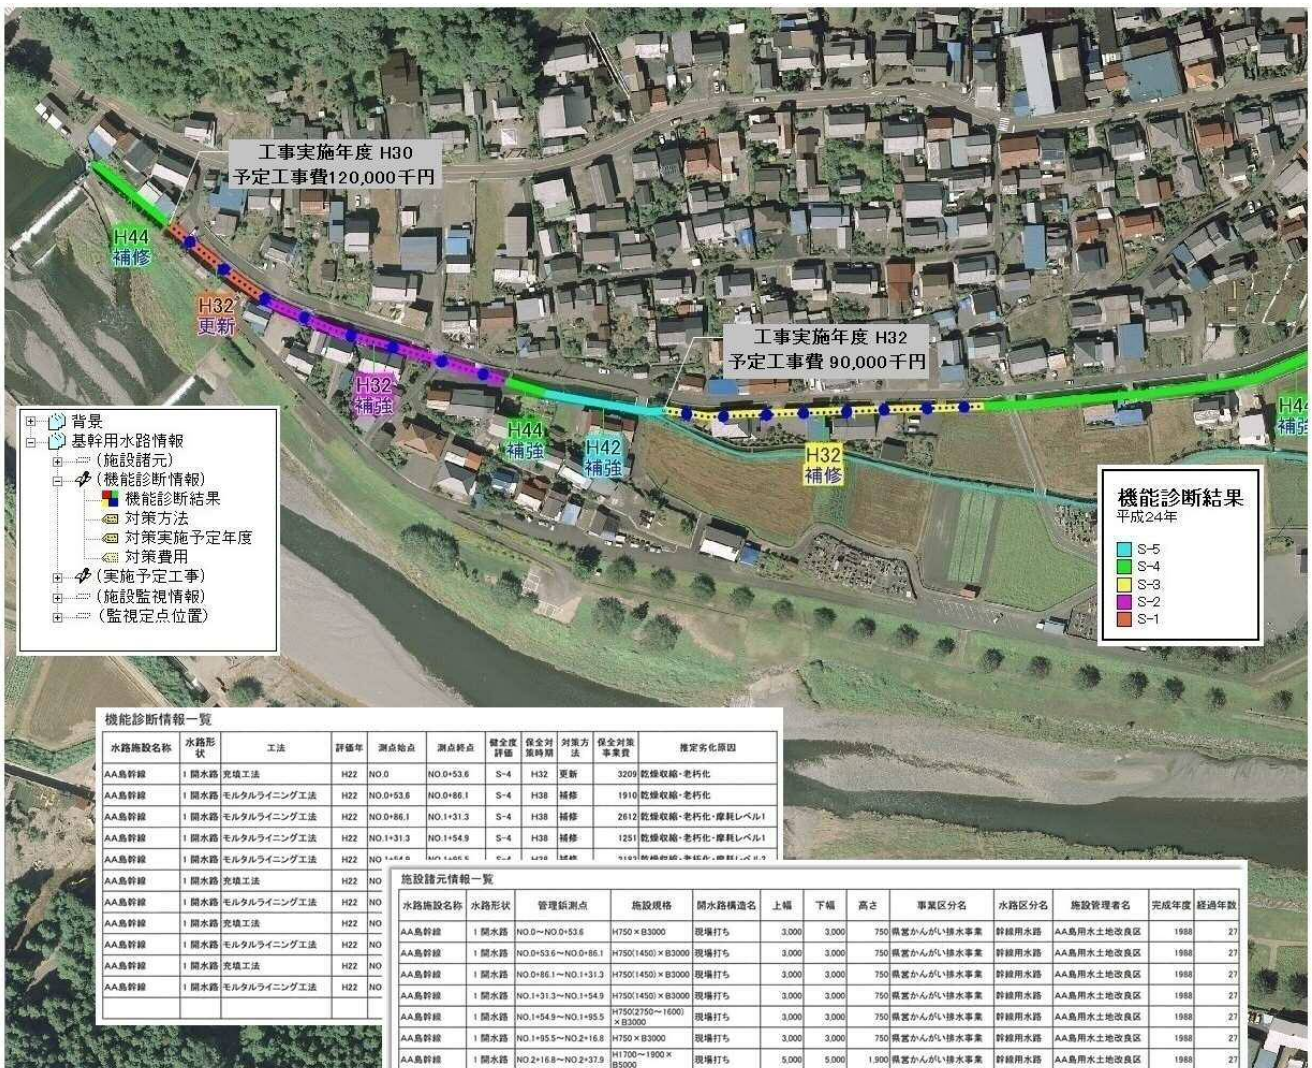 工事実施年度 H30
予定工事費120,000千円
H44
補修
H32
更新
工事実施年度 H32
予定工事費 90,000千円
H32
補強
H44
補強
H42
補強
H32
補修
背景
基幹用水路情報
(施設諸元)
(機能診断情報)
機能診断結果
対策方法
対策実施予定年度
対策費用
(実施予定工事)
(施設監視情報)
(監視定点位置)
機能診断結果
平成24年
S-5
S-4
S-3
S-2
S-1
機能診断情報一覧
水路施設名称 水路形状 工法 評価年 測点始点 測点終点 健全度評価 保全対策時期 対策方法 保全対策事業費 推定劣化原因
AA島幹線 1 開水路 充填工法 H22 NO.0 NO.0+53.6 S-4 H32 更新 3209 乾燥収縮・老朽化
AA島幹線 1 開水路 モルタルライニング工法 H22 NO.0+53.6 NO.0+86.1 S-4 H38 補修 1910 乾燥収縮・老朽化
AA島幹線 1 開水路 モルタルライニング工法 H22 NO.0+86.1 NO.1+31.3 S-4 H38 補修 2612 乾燥収縮・老朽化・摩耗レベル1
AA島幹線 1 開水路 モルタルライニング工法 H22 NO.1+31.3 NO.1+54.9 S-4 H38 補修 1251 乾燥収縮・老朽化・摩耗レベル1
AA島幹線 1 開水路 モルタルライニング工法 H22
AA島幹線 1 開水路 充填工法 H22 NO
AA島幹線 1 開水路 モルタルライニング工法 H22 NO
AA島幹線 1 開水路 充填工法 H22 NO
AA島幹線 1 開水路 モルタルライニング工法 H22 NO
AA島幹線 1 開水路 充填工法 H22 NO
AA島幹線 1 開水路 モルタルライニング工法 H22 NO
施設諸元情報一覧
水路施設名称 水路形状 管理鋲測点 施設規格 開水路構造名 上幅 下幅 高さ 事業区分名 水路区分名 施設管理者名 完成年度 経過年数
AA島幹線 1 開水路 NO.0～NO.0+53.6 H750×B3000 現場打ち 3,000 3,000 750 県営かんがい排水事業 幹線用水路 AA島用水土地改良区 1988 27
AA島幹線 1 開水路 NO.0+53.6～NO.0+86.1 H750(1450)×B3000 現場打ち 3,000 3,000 750 県営かんがい排水事業 幹線用水路 AA島用水土地改良区 1988 27
AA島幹線 1 開水路 NO.0+86.1～NO.1+31.3 H750(1450)×B3000 現場打ち 3,000 3,000 750 県営かんがい排水事業 幹線用水路 AA島用水土地改良区 1988 27
AA島幹線 1 開水路 NO.1+31.3～NO.1+54.9 H750(1450)×B3000 現場打ち 3,000 3,000 750 県営かんがい排水事業 幹線用水路 AA島用水土地改良区 1988 27
AA島幹線 1 開水路 NO.1+54.9～NO.1+95.5 H750(2750～1600)×B3000 現場打ち 3,000 3,000 750 県営かんがい排水事業 幹線用水路 AA島用水土地改良区 1988 27
AA島幹線 1 開水路 NO.1+95.5～NO.2+16.8 H750×B3000 現場打ち 3,000 3,000 750 県営かんがい排水事業 幹線用水路 AA島用水土地改良区 1988 27
AA島幹線 1 開水路 NO.2+16.8～NO.2+37.9 H1700～1900×B5000 現場打ち 5,000 5,000 1,900 県営かんがい排水事業 幹線用水路 AA島用水土地改良区 1988 27